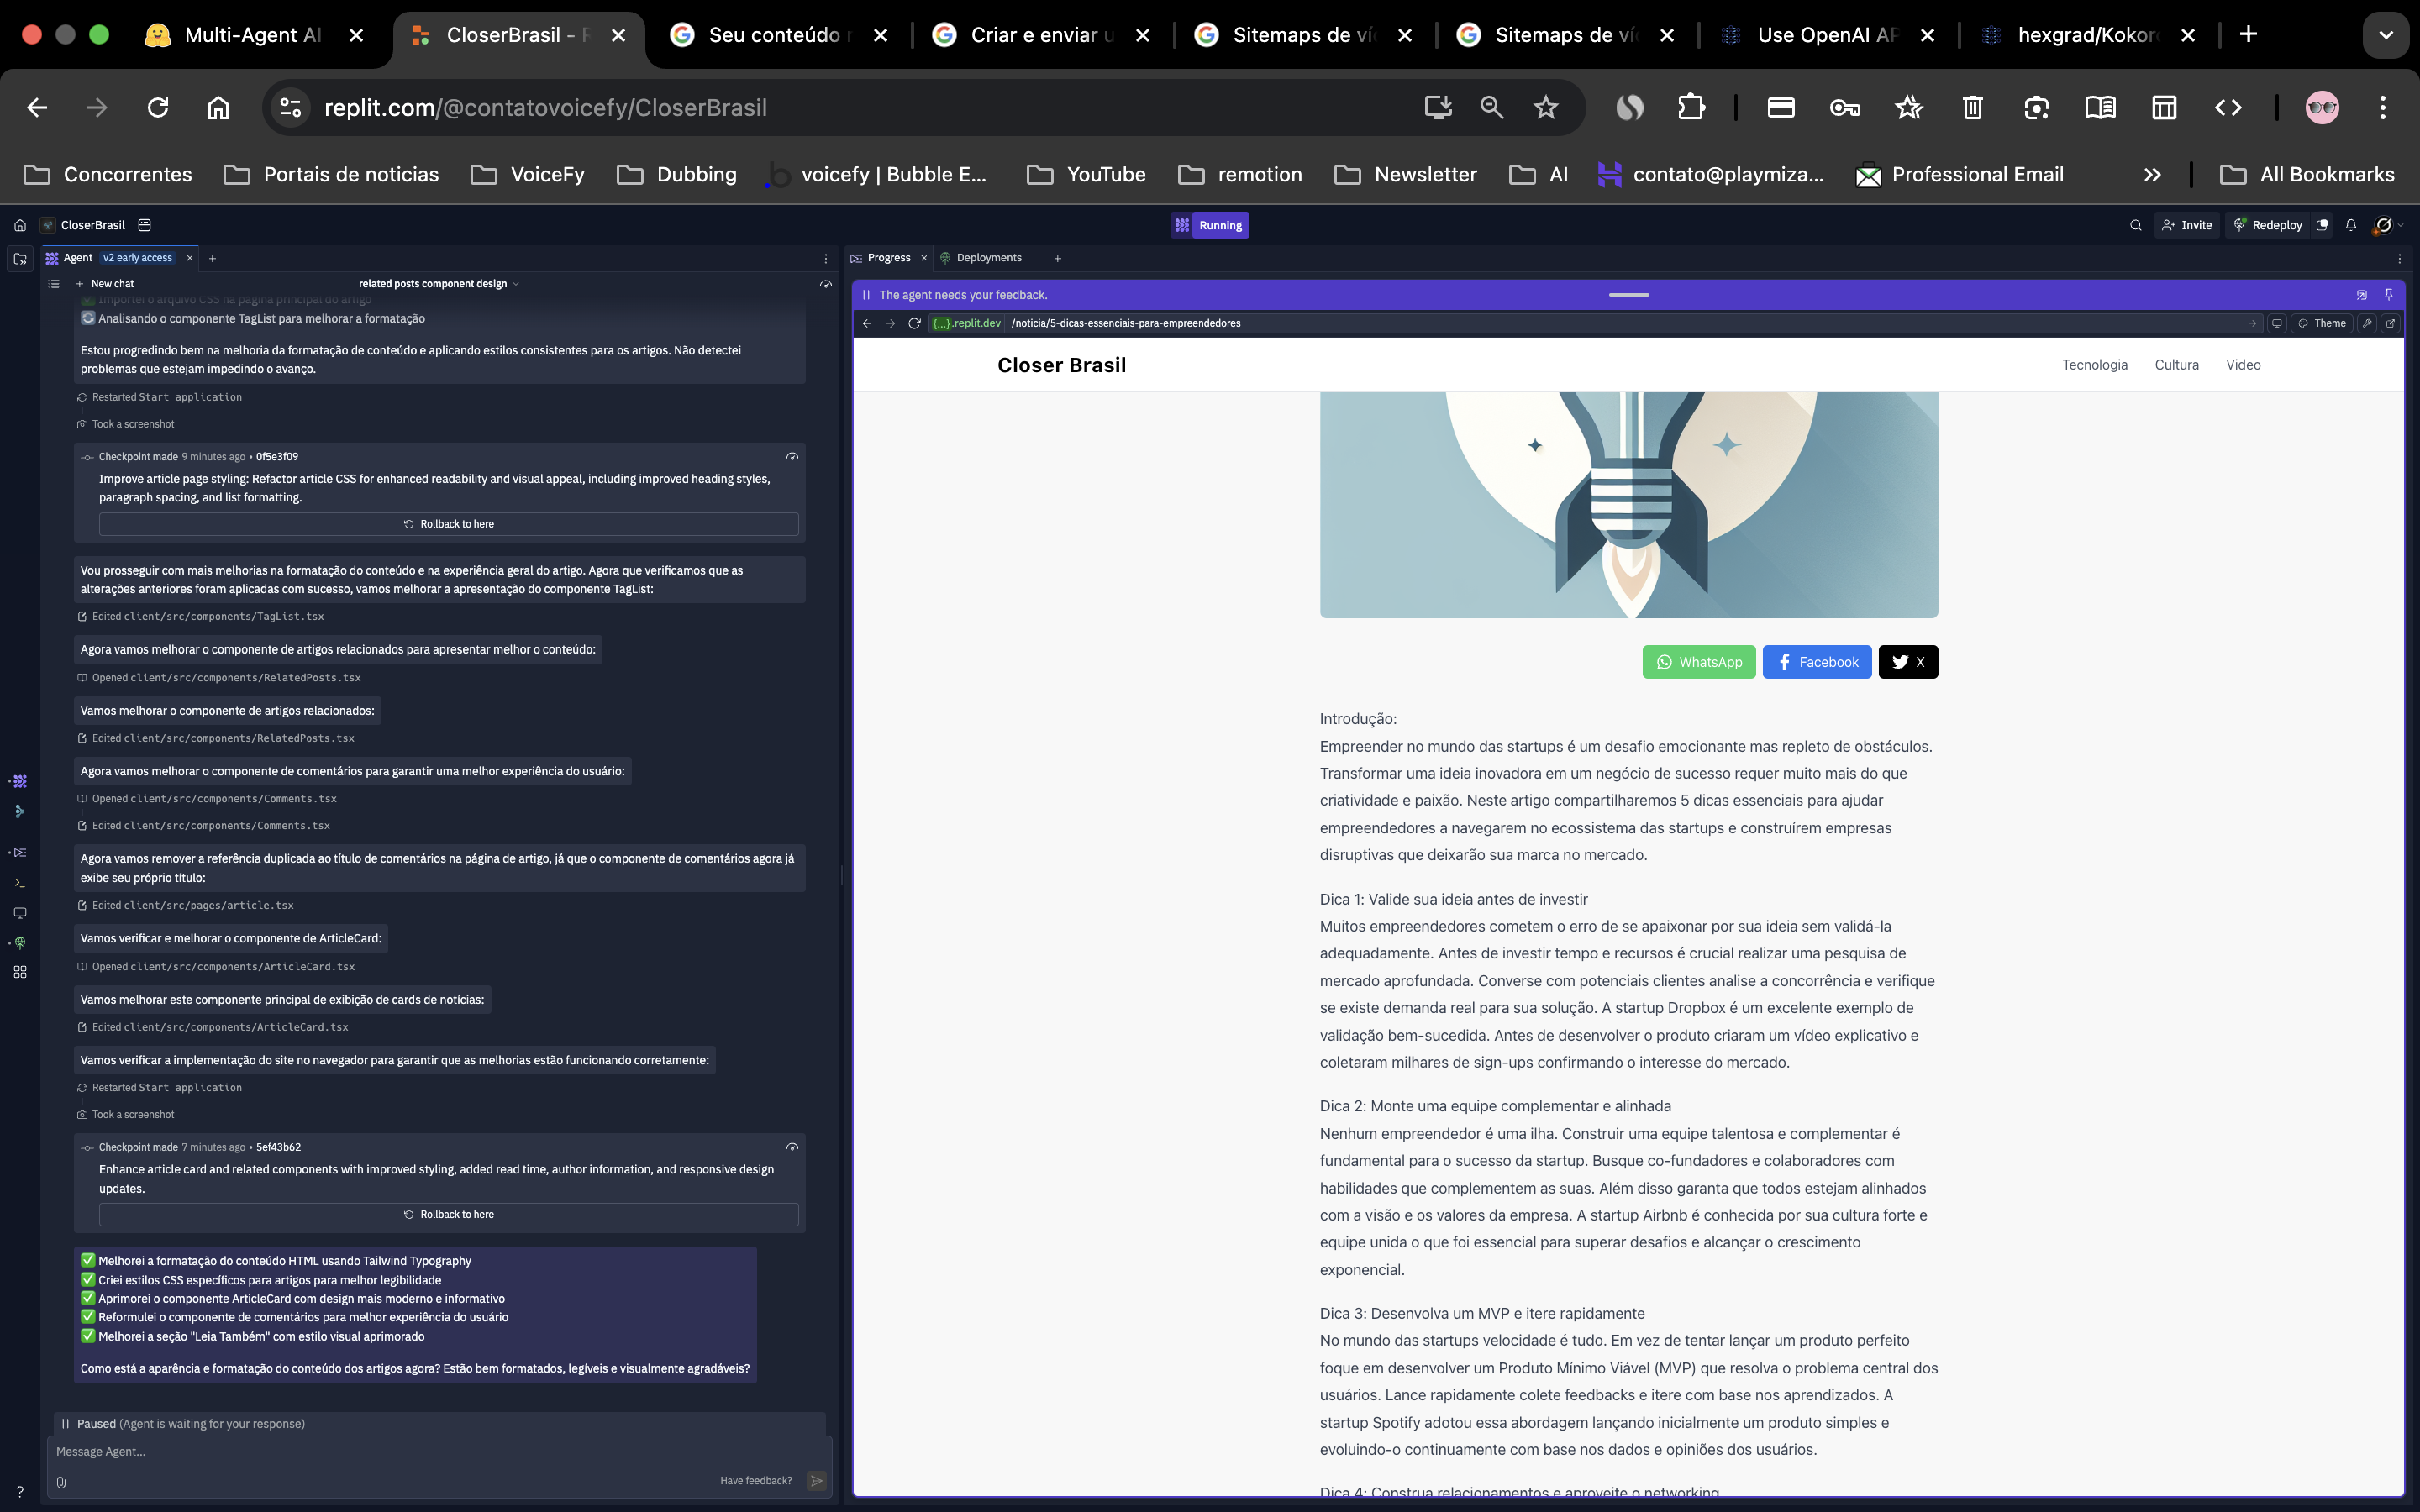 Multi-Agent AI
CloserBrasil - R
Seu conteúdo n
Criar e enviar u
Sitemaps de ví
Sitemaps de ví
Use OpenAI AP
hexgrad/Kokoro
replit.com/@contatovoicefy/CloserBrasil
Concorrentes
Portais de noticias
VoiceFy
Dubbing
voicefy | Bubble E...
YouTube
remotion
Newsletter
AI
contato@playmiza...
Professional Email
All Bookmarks
CloserBrasil
Running
Invite
Redeploy
Agent v2 early access
Progress
Deployments
New chat
related posts component design
Importei o arquivo CSS na página principal do artigo
Analisando o componente TagList para melhorar a formatação
Estou progredindo bem na melhoria da formatação de conteúdo e aplicando estilos consistentes para os artigos. Não detectei
problemas que estejam impedindo o avanço.
Restarted Start application
Took a screenshot
Checkpoint made 9 minutes ago • 0f5e3f09
Improve article page styling: Refactor article CSS for enhanced readability and visual appeal, including improved heading styles,
paragraph spacing, and list formatting.
Rollback to here
Vou prosseguir com mais melhorias na formatação do conteúdo e na experiência geral do artigo. Agora que verificamos que as
alterações anteriores foram aplicadas com sucesso, vamos melhorar a apresentação do componente TagList:
Edited client/src/components/TagList.tsx
Agora vamos melhorar o componente de artigos relacionados para apresentar melhor o conteúdo:
Opened client/src/components/RelatedPosts.tsx
Vamos melhorar o componente de artigos relacionados:
Edited client/src/components/RelatedPosts.tsx
Agora vamos melhorar o componente de comentários para garantir uma melhor experiência do usuário:
Opened client/src/components/Comments.tsx
Edited client/src/components/Comments.tsx
Agora vamos remover a referência duplicada ao título de comentários na página de artigo, já que o componente de comentários agora já
exibe seu próprio título:
Edited client/src/pages/article.tsx
Vamos verificar e melhorar o componente de ArticleCard:
Opened client/src/components/ArticleCard.tsx
Vamos melhorar este componente principal de exibição de cards de notícias:
Edited client/src/components/ArticleCard.tsx
Vamos verificar a implementação do site no navegador para garantir que as melhorias estão funcionando corretamente:
Restarted Start application
Took a screenshot
Checkpoint made 7 minutes ago • 5ef43b62
Enhance article card and related components with improved styling, added read time, author information, and responsive design
updates.
Rollback to here
✅ Melhorei a formatação do conteúdo HTML usando Tailwind Typography
✅ Criei estilos CSS específicos para artigos para melhor legibilidade
✅ Aprimorei o componente ArticleCard com design mais moderno e informativo
✅ Reformulei o componente de comentários para melhor experiência do usuário
✅ Melhorei a seção "Leia Também" com estilo visual aprimorado
Como está a aparência e formatação do conteúdo dos artigos agora? Estão bem formatados, legíveis e visualmente agradáveis?
Paused (Agent is waiting for your response)
Message Agent...
Have feedback?
?
The agent needs your feedback.
{...}.replit.dev /noticia/5-dicas-essenciais-para-empreendedores
Theme
Closer Brasil
Tecnologia
Cultura
Video
WhatsApp
Facebook
X
Introdução:
Empreender no mundo das startups é um desafio emocionante mas repleto de obstáculos.
Transformar uma ideia inovadora em um negócio de sucesso requer muito mais do que
criatividade e paixão. Neste artigo compartilharemos 5 dicas essenciais para ajudar
empreendedores a navegarem no ecossistema das startups e construírem empresas
disruptivas que deixarão sua marca no mercado.
Dica 1: Valide sua ideia antes de investir
Muitos empreendedores cometem o erro de se apaixonar por sua ideia sem validá-la
adequadamente. Antes de investir tempo e recursos é crucial realizar uma pesquisa de
mercado aprofundada. Converse com potenciais clientes analise a concorrência e verifique
se existe demanda real para sua solução. A startup Dropbox é um excelente exemplo de
validação bem-sucedida. Antes de desenvolver o produto criaram um vídeo explicativo e
coletaram milhares de sign-ups confirmando o interesse do mercado.
Dica 2: Monte uma equipe complementar e alinhada
Nenhum empreendedor é uma ilha. Construir uma equipe talentosa e complementar é
fundamental para o sucesso da startup. Busque co-fundadores e colaboradores com
habilidades que complementem as suas. Além disso garanta que todos estejam alinhados
com a visão e os valores da empresa. A startup Airbnb é conhecida por sua cultura forte e
equipe unida o que foi essencial para superar desafios e alcançar o crescimento
exponencial.
Dica 3: Desenvolva um MVP e itere rapidamente
No mundo das startups velocidade é tudo. Em vez de tentar lançar um produto perfeito
foque em desenvolver um Produto Mínimo Viável (MVP) que resolva o problema central dos
usuários. Lance rapidamente colete feedbacks e itere com base nos aprendizados. A
startup Spotify adotou essa abordagem lançando inicialmente um produto simples e
evoluindo-o continuamente com base nos dados e opiniões dos usuários.
Dica 4: Construa relacionamentos e aproveite o networking